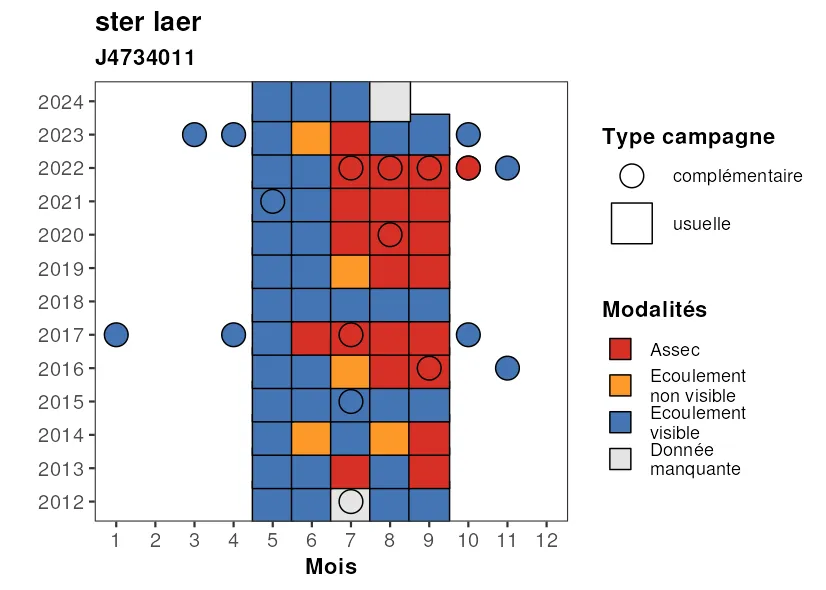 ster laer
J4734011
2024
2023
2022
2021
2020
2019
2018
2017
2016
2015
2014
2013
2012
1 2 3 4 5 6 7 8 9 10 11 12
Mois
Type campagne
complémentaire
usuelle
Modalités
Assec
Ecoulement
non visible
Ecoulement
visible
Donnée
manquante